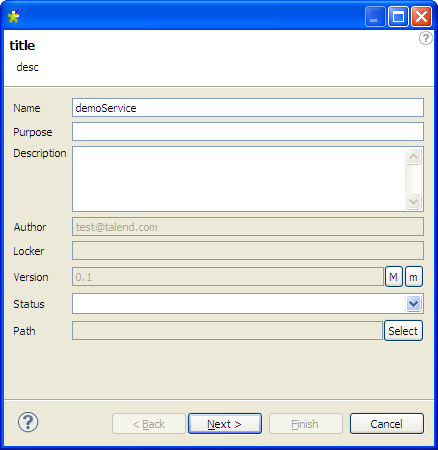 title
desc
Name demoService
Purpose
Description
Author test@talend.com
Locker
Version 0.1 M m
Status
Path Select
? < Back Next > Finish Cancel